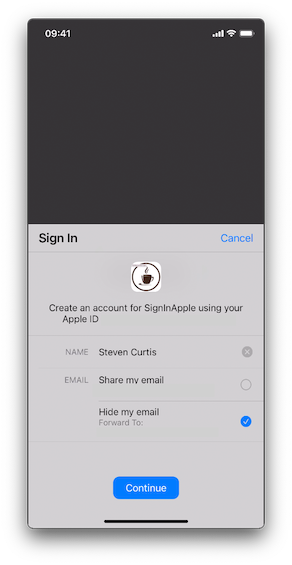 09:41
Sign In
Cancel
Create an account for SignInApple using your
Apple ID
NAME
Steven Curtis
EMAIL
Share my email
Hide my email
Forward To:
Continue